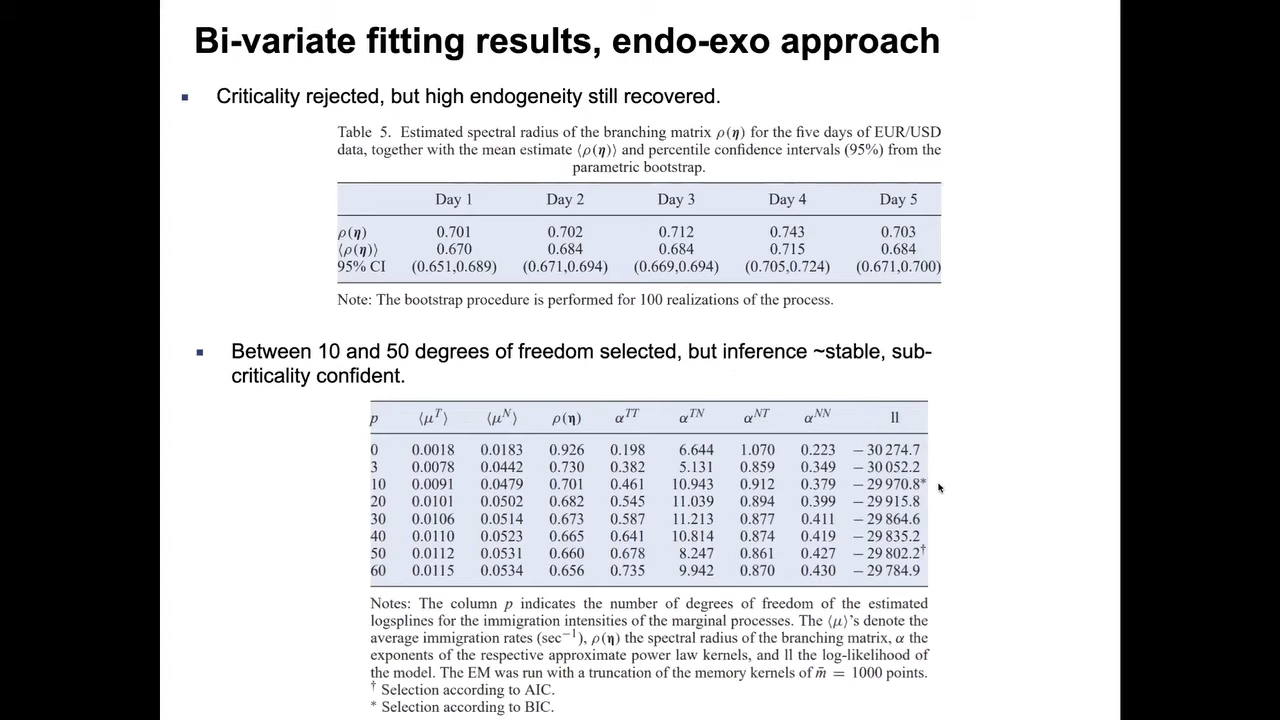 Bi-variate fitting results, endo-exo approach
▪ Criticality rejected, but high endogeneity still recovered.
Table 5. Estimated spectral radius of the branching matrix ρ(η) for the five days of EUR/USD
data, together with the mean estimate ⟨ρ(η)⟩ and percentile confidence intervals (95%) from the
parametric bootstrap.
Day 1 Day 2 Day 3 Day 4 Day 5
ρ(η) 0.701 0.702 0.712 0.743 0.703
⟨ρ(η)⟩ 0.670 0.684 0.684 0.715 0.684
95% CI (0.651,0.689) (0.671,0.694) (0.669,0.694) (0.705,0.724) (0.671,0.700)
Note: The bootstrap procedure is performed for 100 realizations of the process.
▪ Between 10 and 50 degrees of freedom selected, but inference ~stable, sub-
criticality confident.
p ⟨μᵀ⟩ ⟨μᴺ⟩ ρ(η) αᵀᵀ αᵀᴺ αᴺᵀ αᴺᴺ ll
0 0.0018 0.0183 0.926 0.198 6.644 1.070 0.223 − 30 274.7
3 0.0078 0.0442 0.730 0.382 5.131 0.859 0.349 − 30 052.2
10 0.0091 0.0479 0.701 0.461 10.943 0.912 0.379 − 29 970.8*
20 0.0101 0.0502 0.682 0.545 11.039 0.894 0.399 − 29 915.8
30 0.0106 0.0514 0.673 0.587 11.213 0.877 0.411 − 29 864.6
40 0.0110 0.0523 0.665 0.641 10.814 0.874 0.419 − 29 835.2
50 0.0112 0.0531 0.660 0.678 8.247 0.861 0.427 − 29 802.2†
60 0.0115 0.0534 0.656 0.735 9.942 0.870 0.430 − 29 784.9
Notes: The column p indicates the number of degrees of freedom of the estimated
logsplines for the immigration intensities of the marginal processes. The ⟨μ⟩'s denote the
average immigration rates (sec⁻¹), ρ(η) the spectral radius of the branching matrix, α the
exponents of the respective approximate power law kernels, and ll the log-likelihood of
the model. The EM was run with a truncation of the memory kernels of m̄ = 1000 points.
† Selection according to AIC.
* Selection according to BIC.